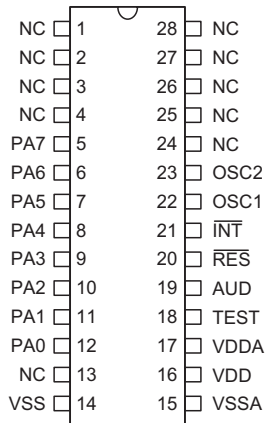 NC 1 28 NC
NC 2 27 NC
NC 3 26 NC
NC 4 25 NC
PA7 5 24 NC
PA6 6 23 OSC2
PA5 7 22 OSC1
PA4 8 21 I̅N̅T̅
PA3 9 20 R̅E̅S̅
PA2 10 19 AUD
PA1 11 18 TEST
PA0 12 17 VDDA
NC 13 16 VDD
VSS 14 15 VSSA